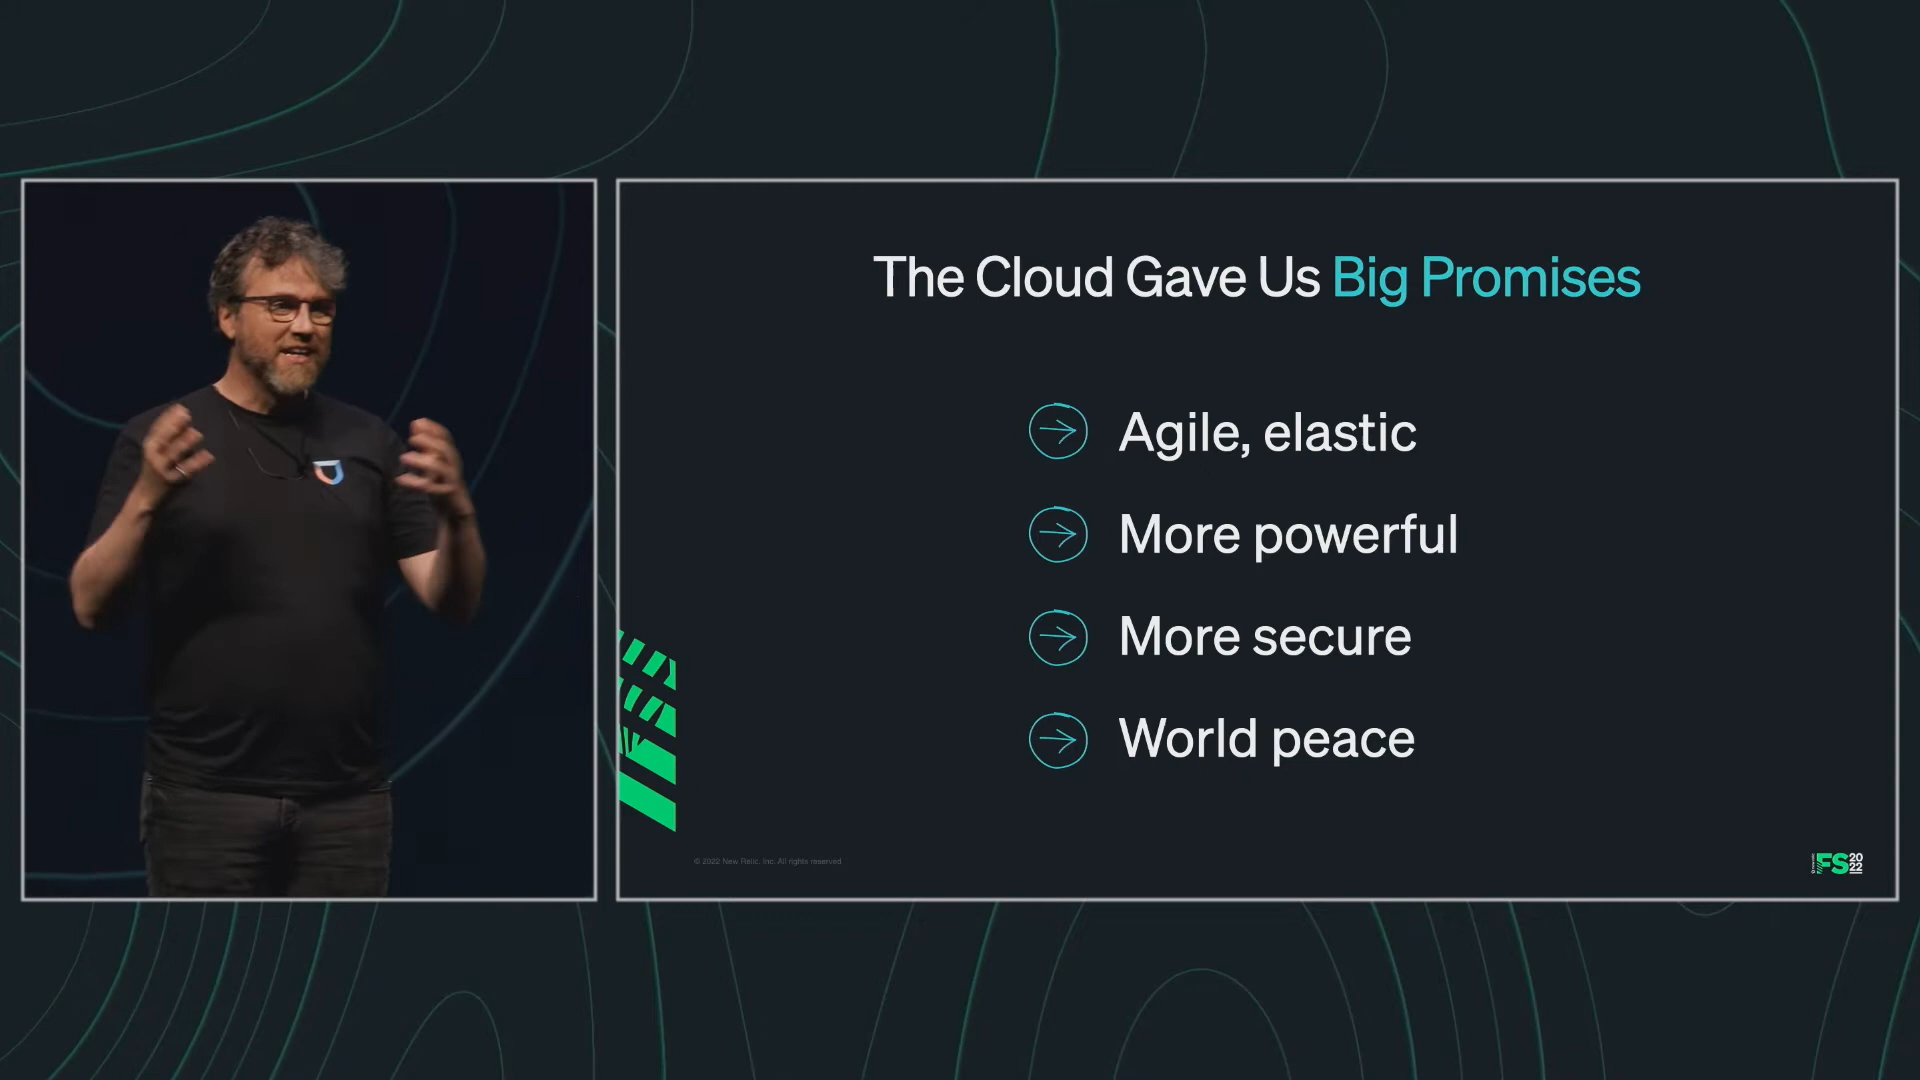 The Cloud Gave Us Big Promises
Agile, elastic
More powerful
More secure
World peace
© 2022 New Relic, Inc. All rights reserved
FS
20
22